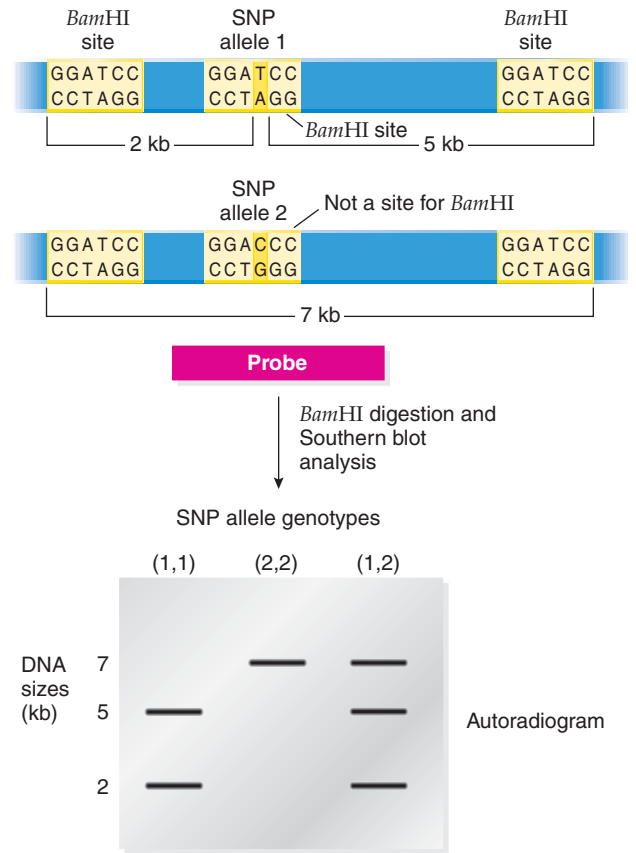 BamHI site
SNP allele 1
BamHI site
GGATCC
CCTAGG
GGATCC
CCTAGG
GGATCC
CCTAGG
2 kb
BamHI site
5 kb
SNP allele 2
Not a site for BamHI
GGATCC
CCTAGG
GGACCC
CCTGGG
GGATCC
CCTAGG
7 kb
Probe
BamHI digestion and
Southern blot
analysis
SNP allele genotypes
(1,1) (2,2) (1,2)
DNA
sizes
(kb)
7
5
2
Autoradiogram